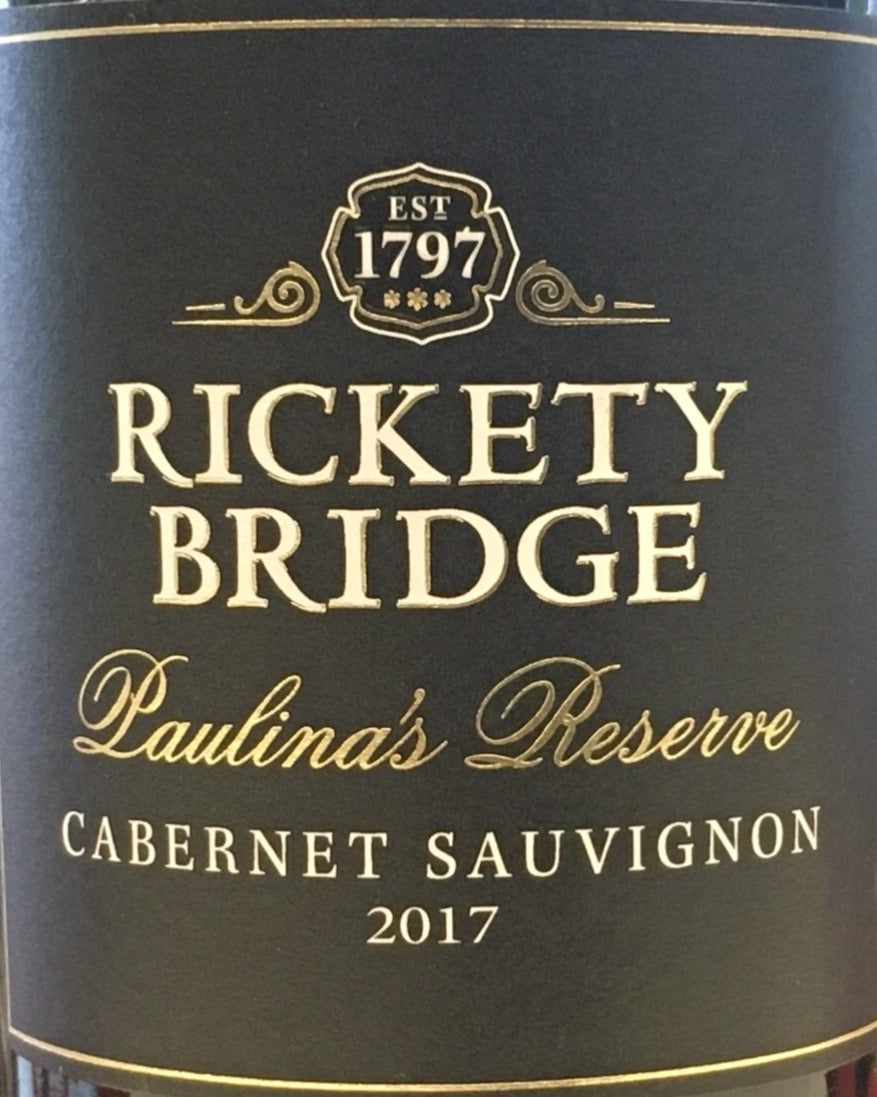 EST
1797
RICKETY
BRIDGE
Paulina's Reserve
CABERNET SAUVIGNON
2017